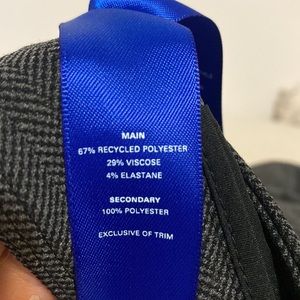 MAIN
67% RECYCLED POLYESTER
29% VISCOSE
4% ELASTANE
SECONDARY
100% POLYESTER
EXCLUSIVE OF TRIM